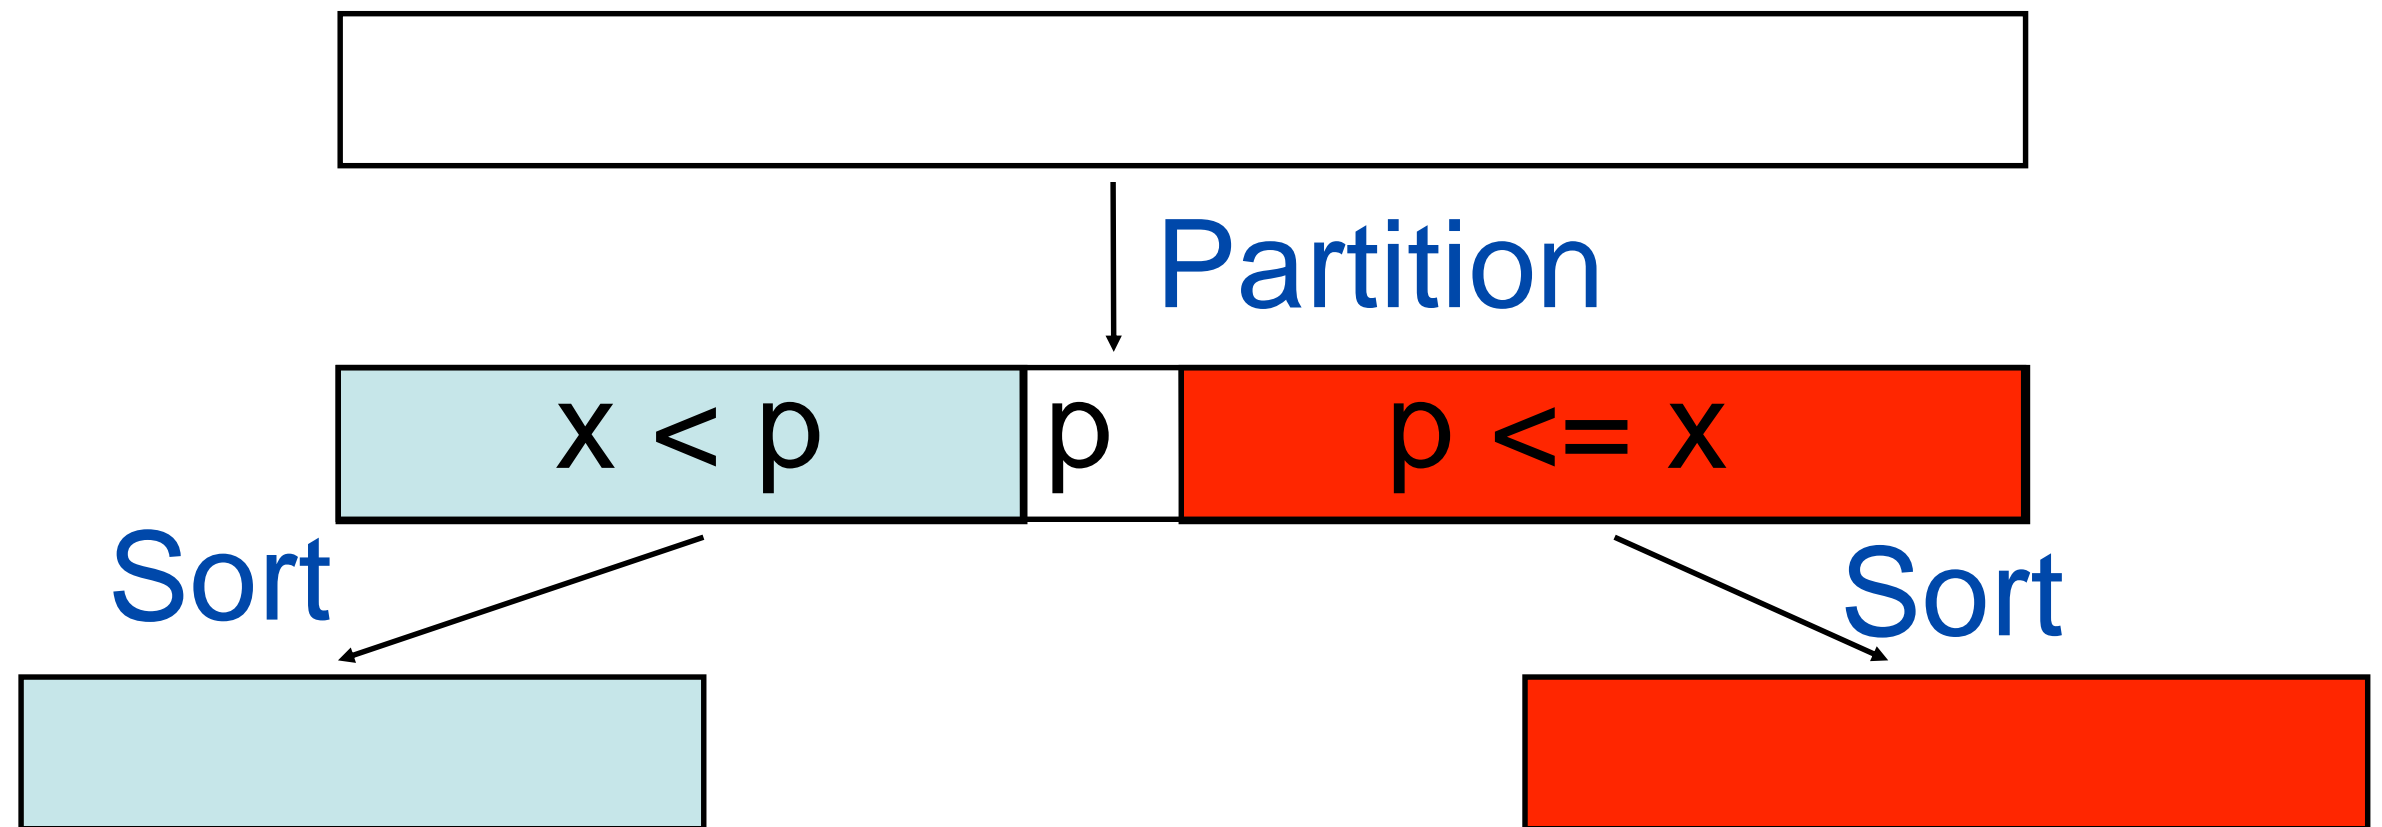 Partition
x < p
p
p <= x
Sort
Sort